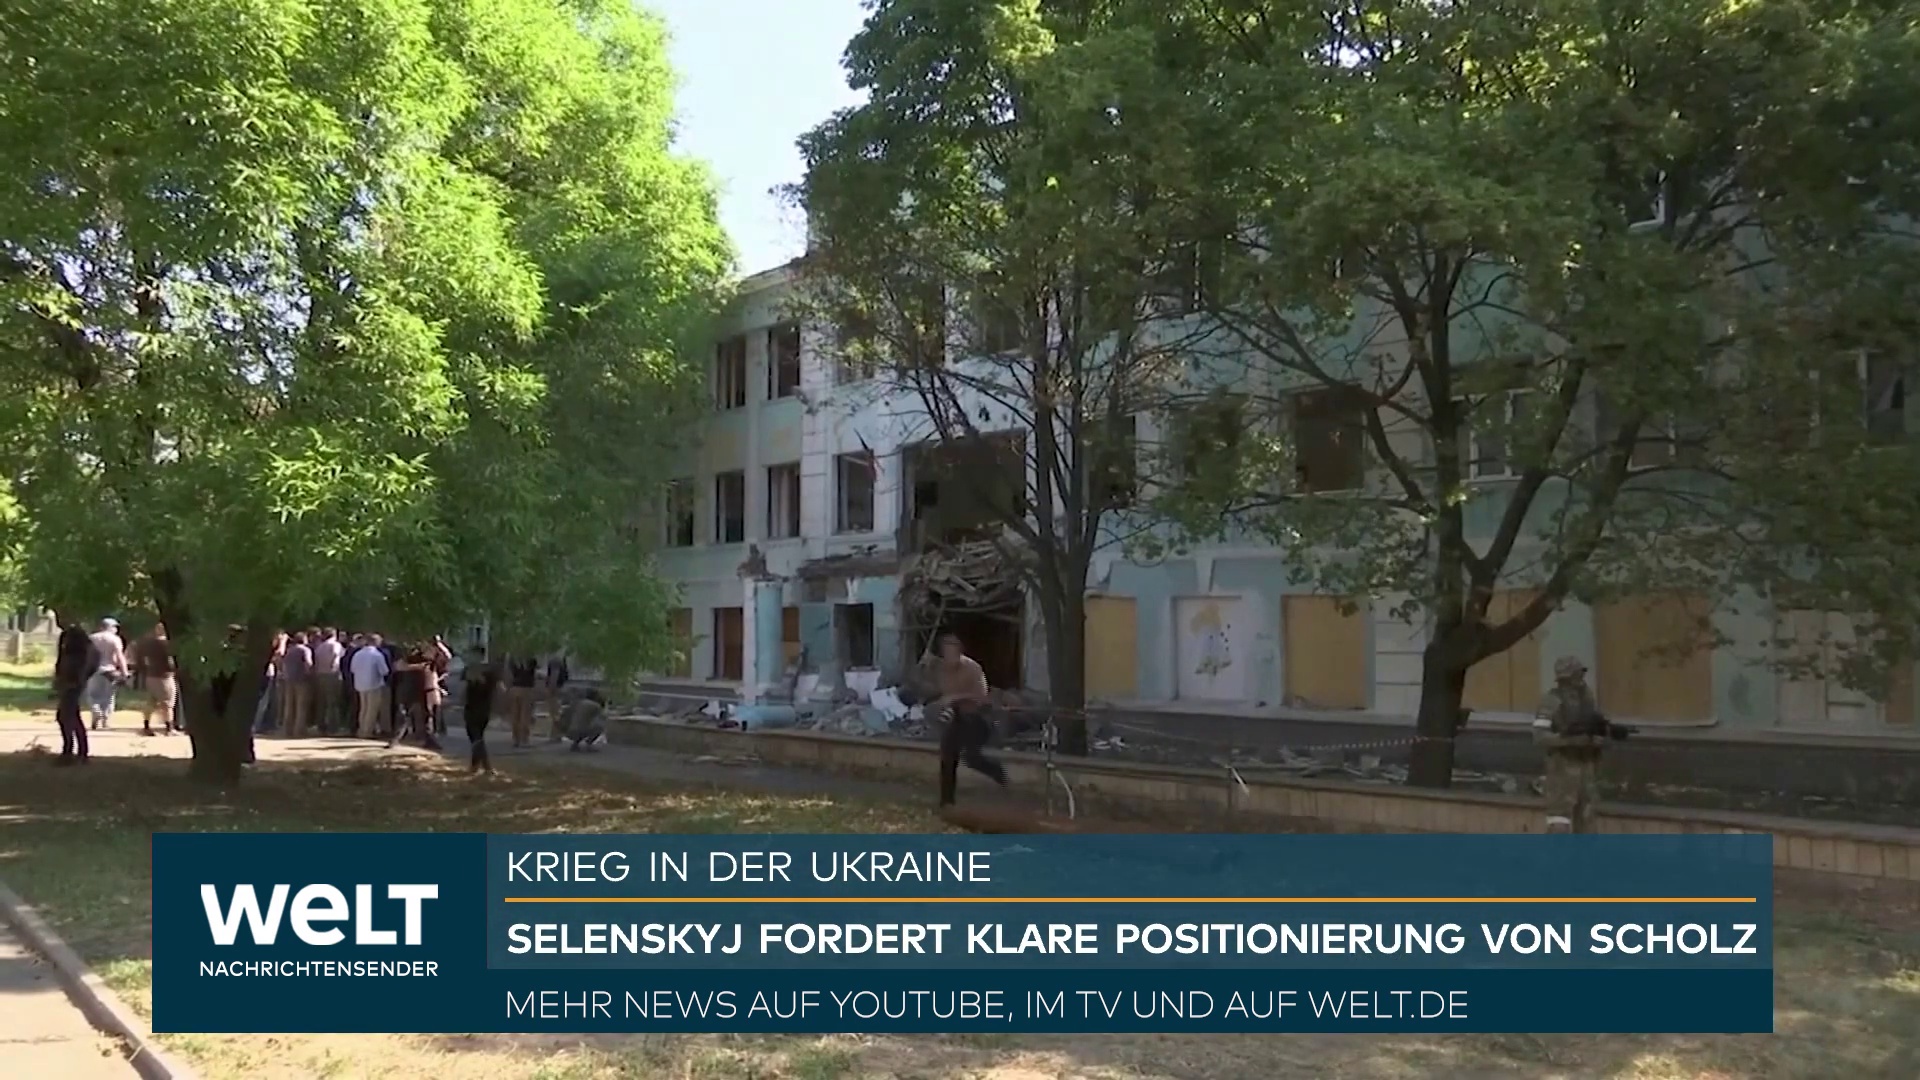 KRIEG IN DER UKRAINE
SELENSKYJ FORDERT KLARE POSITIONIERUNG VON SCHOLZ
MEHR NEWS AUF YOUTUBE, IM TV UND AUF WELT.DE
WELT
NACHRICHTENSENDER